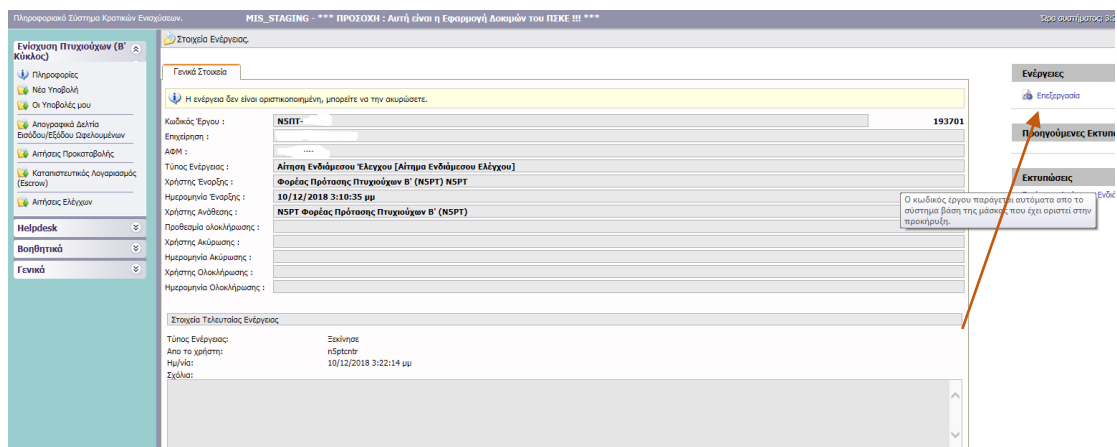 Πληροφοριακό Σύστημα Κρατικών Ενισχύσεων.
MIS_STAGING - *** ΠΡΟΣΟΧΗ : Αυτή είναι η Εφαρμογή Δοκιμών του ΠΣΚΕ !!! ***
Ώρα συστήματος: 3:2
Ενίσχυση Πτυχιούχων (Β' Κύκλος)
Πληροφορίες
Νέα Υποβολή
Οι Υποβολές μου
Απογραφικά Δελτία
Εισόδου/Εξόδου Ωφελουμένων
Αιτήσεις Προκαταβολής
Καταπιστευτικός Λογαριασμός
(Escrow)
Αιτήσεις Ελέγχων
Helpdesk
Βοηθητικά
Γενικά
Στοιχεία Ενέργειας.
Γενικά Στοιχεία
Η ενέργεια δεν είναι οριστικοποιημένη, μπορείτε να την ακυρώσετε.
Κωδικός Έργου : Ν5ΠΤ- 193701
Επιχείρηση :
ΑΦΜ : ----
Τύπος Ενέργειας : Αίτηση Ενδιάμεσου Έλεγχου [Αίτημα Ενδιάμεσου Ελέγχου]
Χρήστης Έναρξης : Φορέας Πρότασης Πτυχιούχων Β' (N5PT) N5PT
Ημερομηνία Έναρξης : 10/12/2018 3:10:35 μμ
Χρήστης Ανάθεσης : N5PT Φορέας Πρότασης Πτυχιούχων Β' (N5PT)
Προθεσμία ολοκλήρωσης :
Χρήστης Ακύρωσης :
Ημερομηνία Ακύρωσης :
Χρήστης Ολοκλήρωσης :
Ημερομηνία Ολοκλήρωσης :
Στοιχεία Τελευταίας Ενέργειας
Τύπος Ενέργειας: Ξεκίνησε
Απο το χρήστη: n5ptcntr
Ημ/νία: 10/12/2018 3:22:14 μμ
Σχόλια:
Ενέργειες
Επεξεργασία
Προηγούμενες Εκτυπώ
Εκτυπώσεις
Ενδιά
Ο κωδικός έργου παράγεται αυτόματα απο το
σύστημα βάση της μάσκας που έχει οριστεί στην
προκήρυξη.